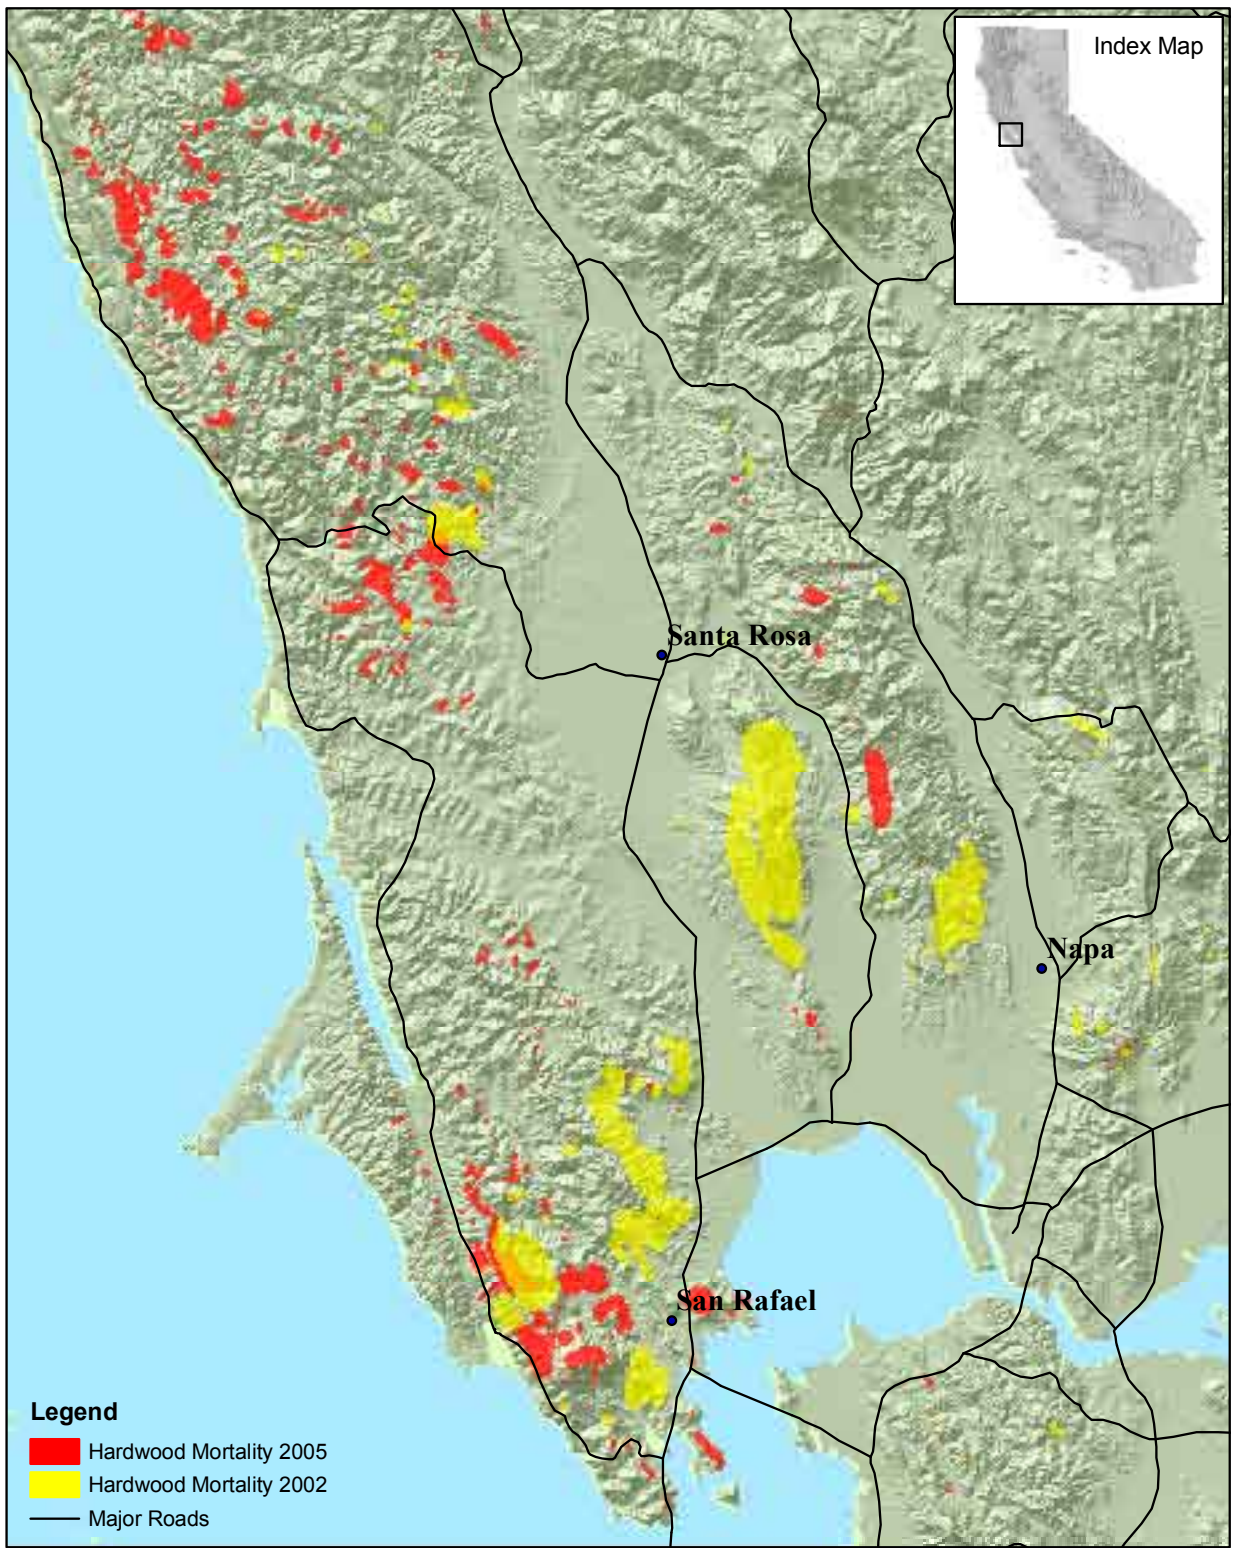 Index Map
Santa Rosa
Napa
San Rafael
Legend
Hardwood Mortality 2005
Hardwood Mortality 2002
Major Roads